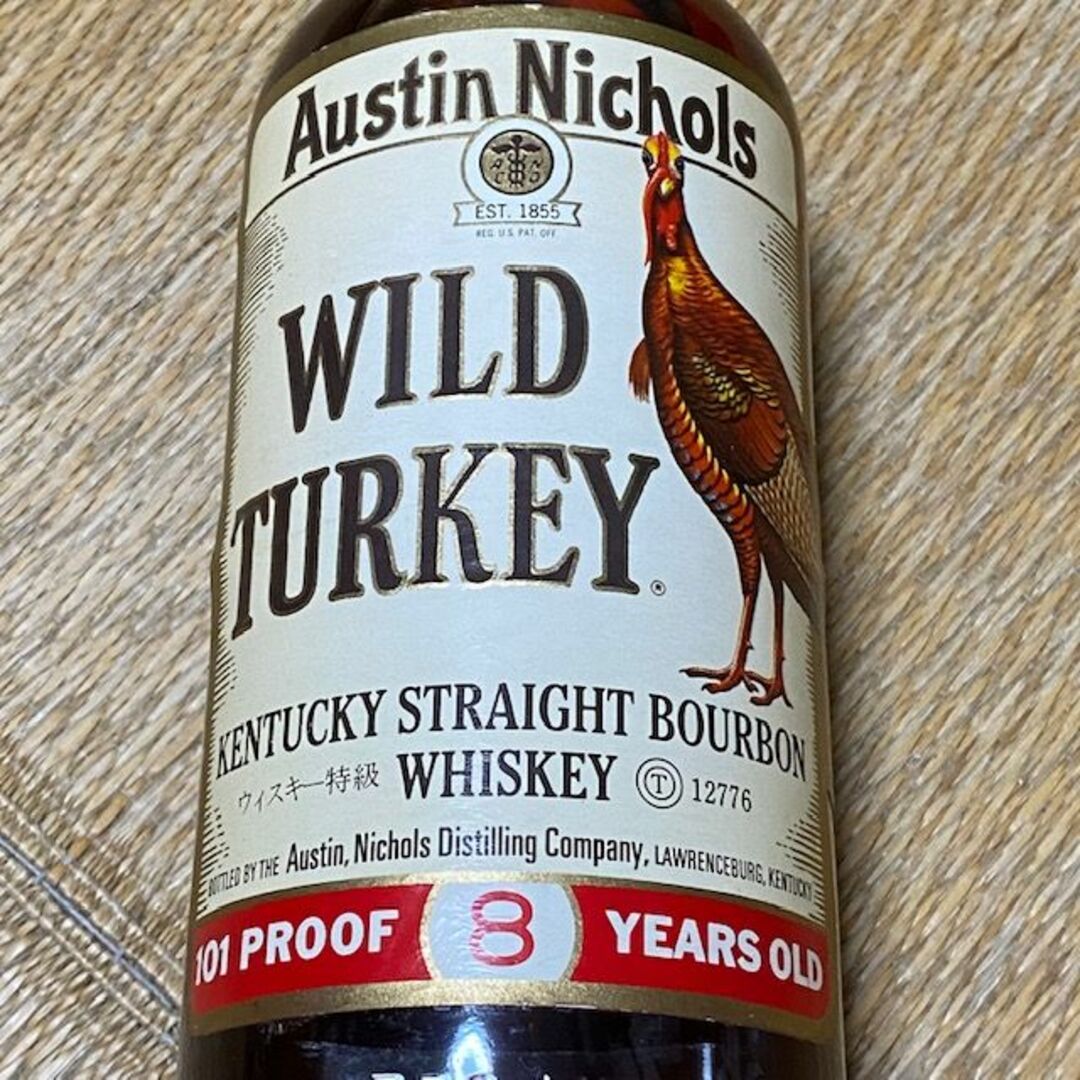 Austin Nichols
EST. 1855
REG. U.S. PAT. OFF.
WILD
TURKEY®
KENTUCKY STRAIGHT BOURBON
ウィスキー特級 WHISKEY Ⓣ 12776
BOTTLED BY THE Austin, Nichols Distilling Company, LAWRENCEBURG, KENTUCKY
101 PROOF 8 YEARS OLD